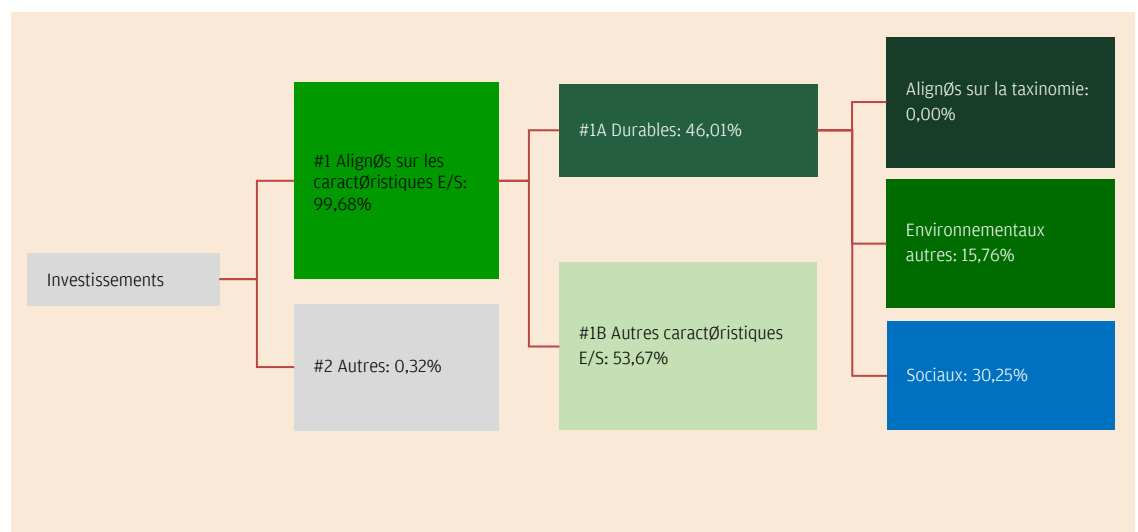 Investissements
#1 AlignØs sur les
caractØristiques E/S:
99,68%
#2 Autres: 0,32%
#1A Durables: 46,01%
#1B Autres caractØristiques
E/S: 53,67%
AlignØs sur la taxinomie:
0,00%
Environnementaux
autres: 15,76%
Sociaux: 30,25%